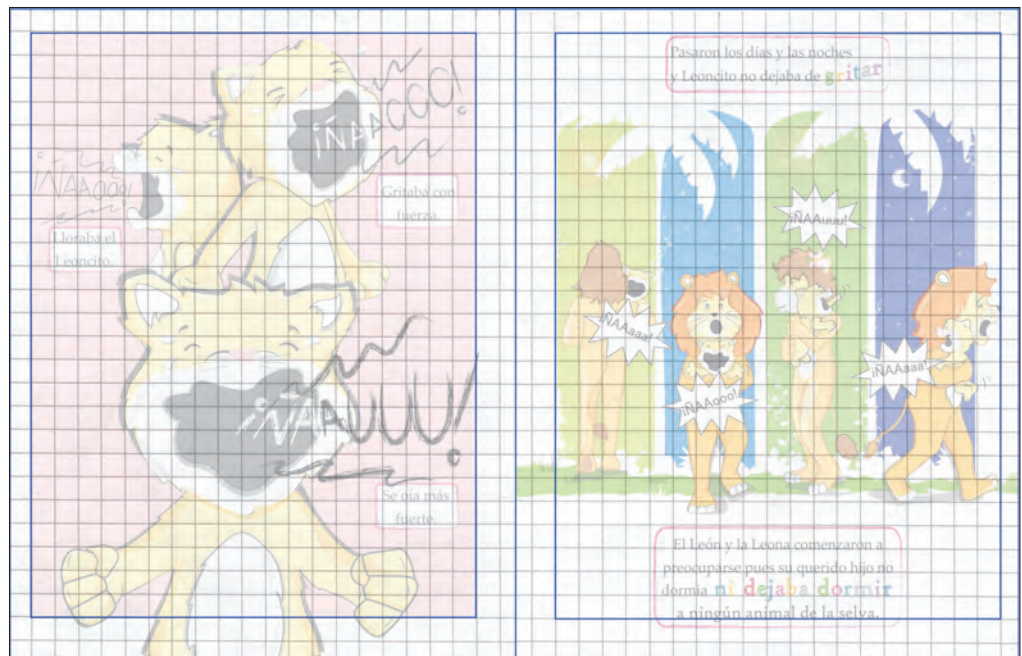 ¡ÑAAOOO!
¡ÑAAOOO!
Gritaba con
fuerza.
Lloraba el
Leoncito.
¡ÑAAUUU!
Se oía más
fuerte.
Pasaron los días y las noches
y Leoncito no dejaba de gritar
¡ÑAAuuu!
¡ÑAAaaa!
¡ÑAAaaa!
¡ÑAAooo!
El León y la Leona comenzaron a
preocuparse pues su querido hijo no
dormía ni dejaba dormir
a ningún animal de la selva.